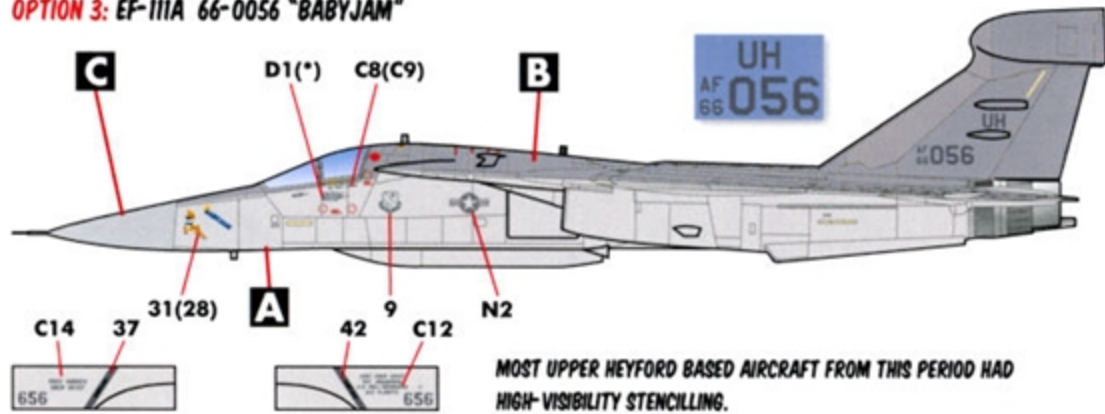 OPTION 3: EF-111A 66-0056 "BABYJAM"
C
D1(*)
C8(C9)
B
UH
AF 66 056
UH
AF 66 056
31(28)
A
9
N2
C14
37
42
C12
656
656
MOST UPPER HEYFORD BASED AIRCRAFT FROM THIS PERIOD HAD
HIGH-VISIBILITY STENCILLING.